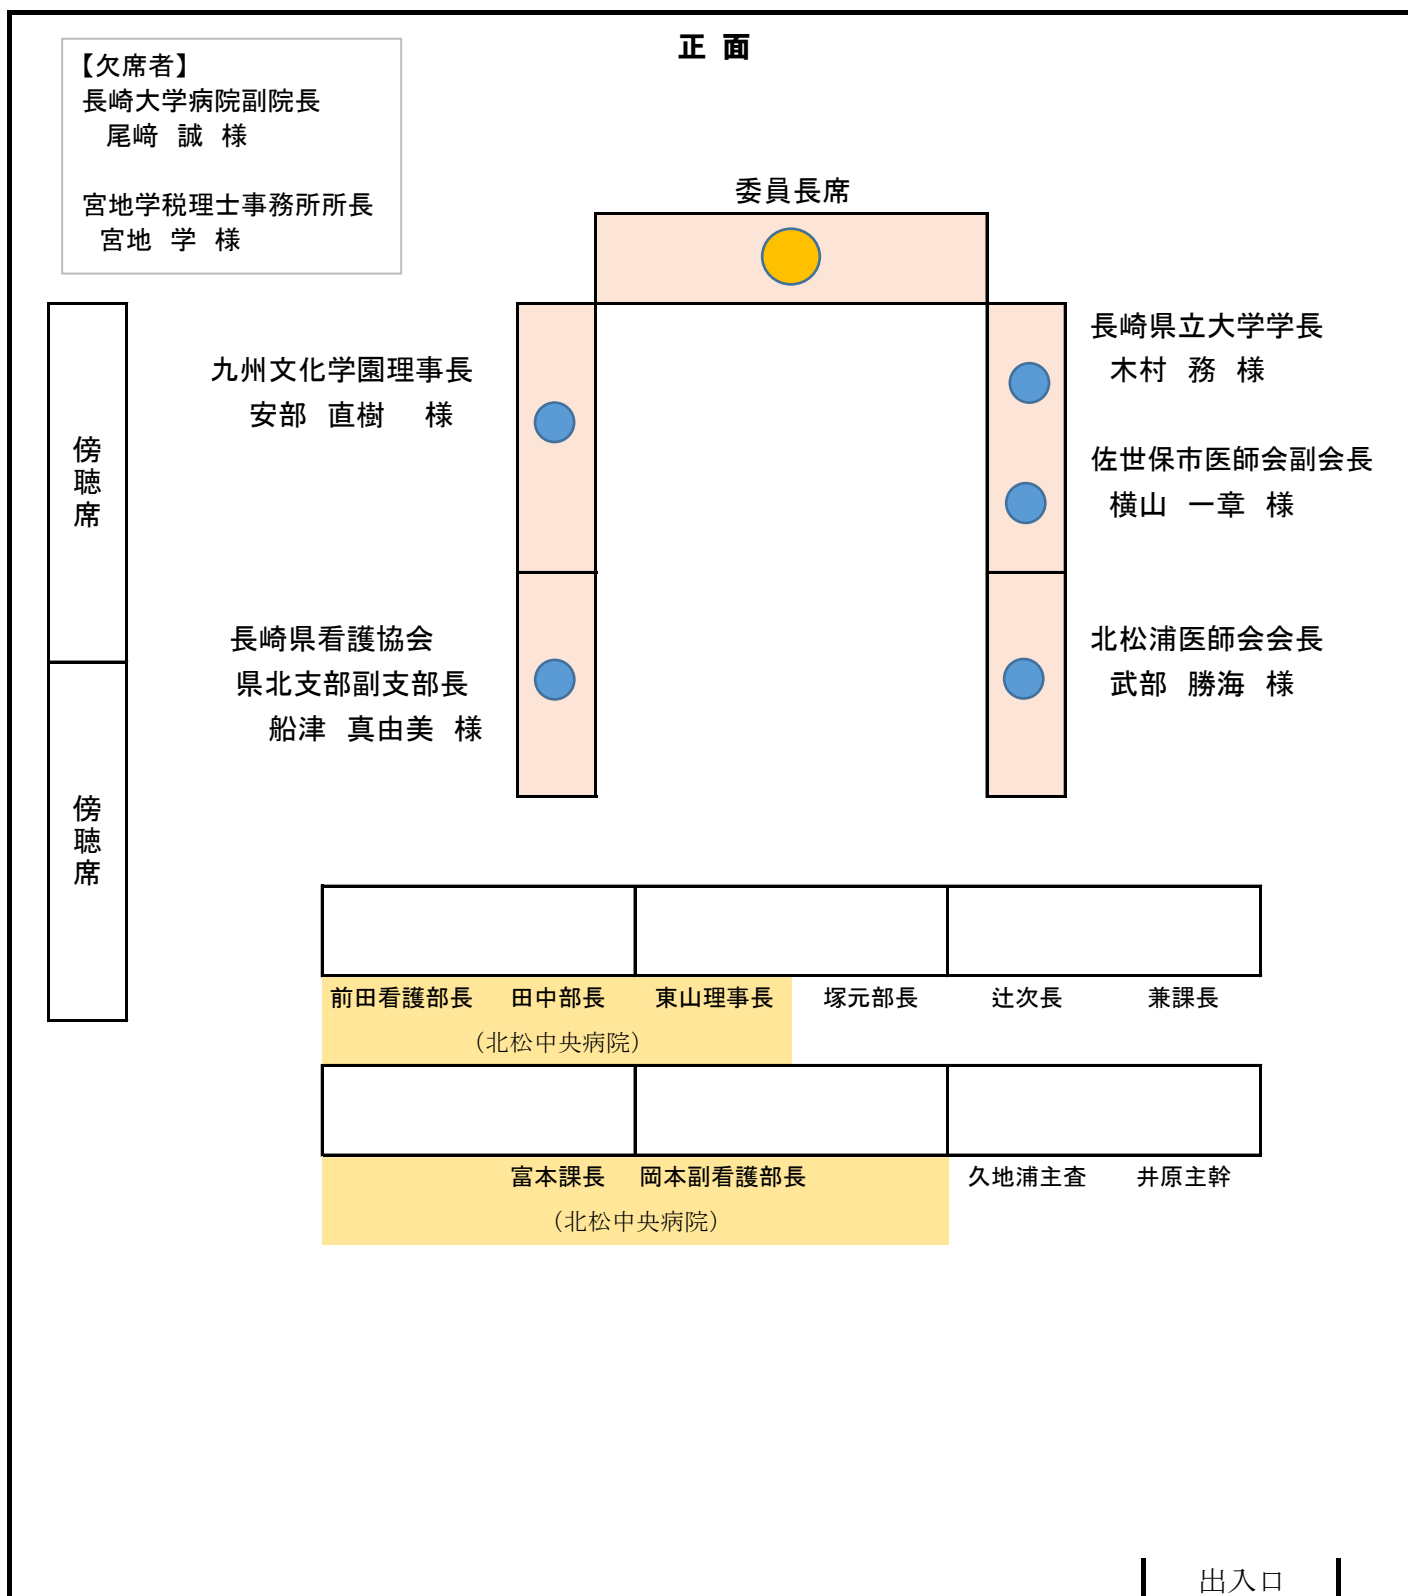 正 面
【欠席者】
長崎大学病院副院長
尾﨑 誠 様
宮地学税理士事務所所長
宮地 学 様
委員長席
九州文化学園理事長
安部 直樹 様
長崎県看護協会
県北支部副支部長
船津 真由美 様
長崎県立大学学長
木村 務 様
佐世保市医師会副会長
横山 一章 様
北松浦医師会会長
武部 勝海 様
傍聴席
傍聴席
前田看護部長 田中部長 東山理事長 塚元部長 辻次長 兼課長
（北松中央病院）
富本課長 岡本副看護部長 久地浦主査 井原主幹
（北松中央病院）
出入口